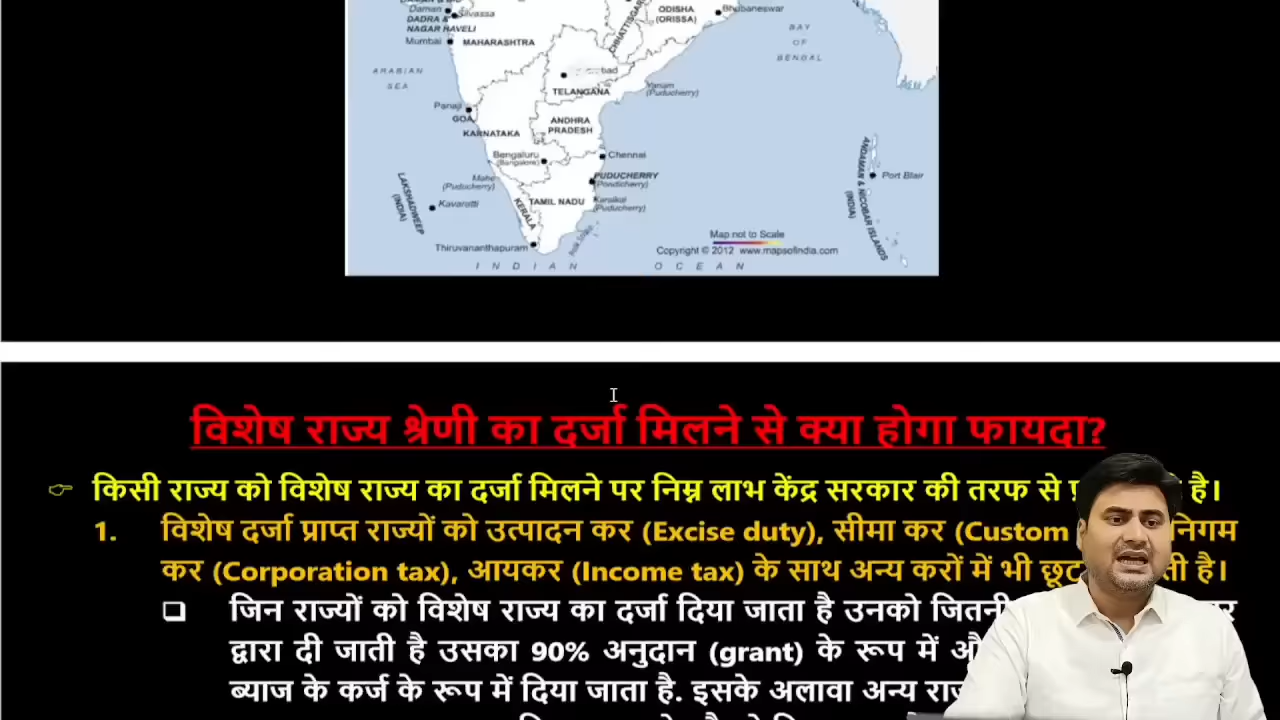 DADRA &
NAGAR HAVELI
Daman
Silvassa
Mumbai
MAHARASHTRA
CHHATTISGARH
ODISHA
(ORISSA)
Bhubaneswar
BAY
OF
BENGAL
ARABIAN
SEA
TELANGANA
Yanam
(Puducherry)
Panaji
GOA
KARNATAKA
ANDHRA
PRADESH
Bengaluru
(Bangalore)
Chennai
Mahe
(Puducherry)
PUDUCHERRY
(Pondicherry)
Karaikal
(Puducherry)
TAMIL NADU
KERALA
LAKSHADWEEP
(INDIA)
Kavaratti
Thiruvananthapuram
ANDAMAN & NICOBAR ISLANDS
(INDIA)
Port Blair
Map not to Scale
Copyright © 2012 www.mapsofindia.com
INDIAN OCEAN
विशेष राज्य श्रेणी का दर्जा मिलने से क्या होगा फायदा?
किसी राज्य को विशेष राज्य का दर्जा मिलने पर निम्न लाभ केंद्र सरकार की तरफ से है।
1. विशेष दर्जा प्राप्त राज्यों को उत्पादन कर (Excise duty), सीमा कर (Custom निगम
कर (Corporation tax), आयकर (Income tax) के साथ अन्य करों में भी छूट है।
जिन राज्यों को विशेष राज्य का दर्जा दिया जाता है उनको जितनी
द्वारा दी जाती है उसका 90% अनुदान (grant) के रूप में
ब्याज के कर्ज के रूप में दिया जाता है. इसके अलावा अन्य